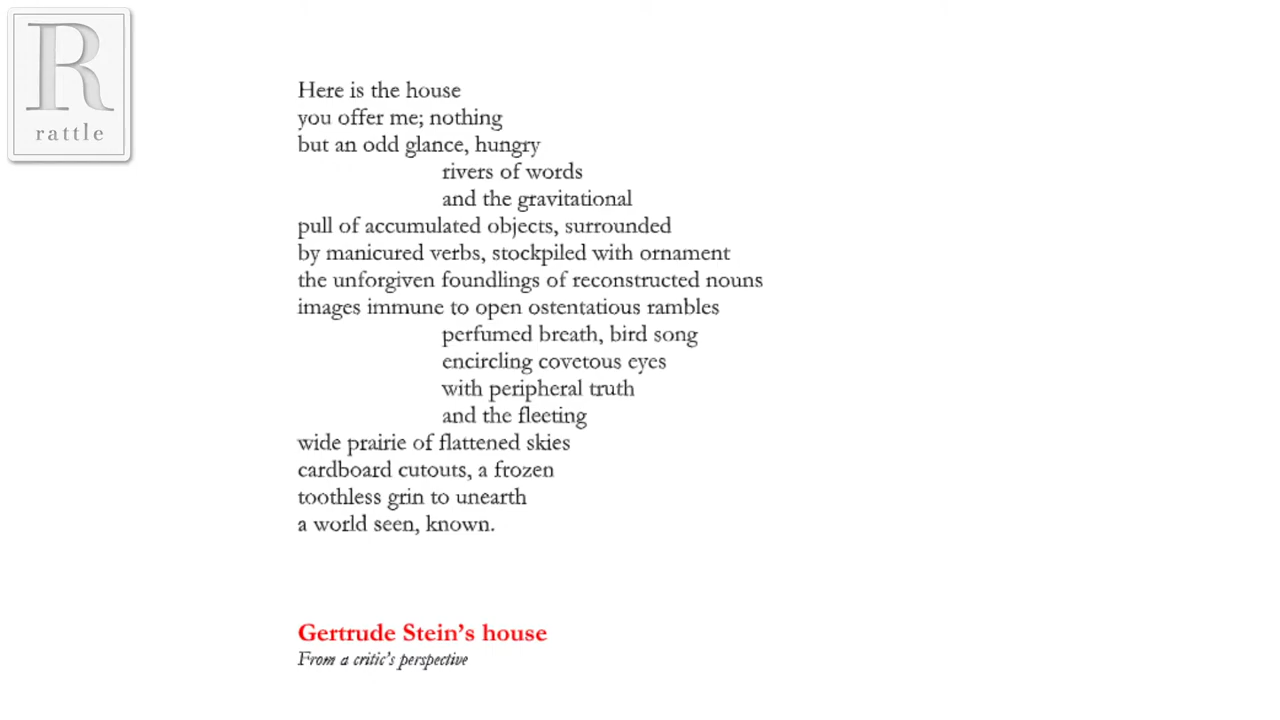 R
rattle
Here is the house
you offer me; nothing
but an odd glance, hungry
rivers of words
and the gravitational
pull of accumulated objects, surrounded
by manicured verbs, stockpiled with ornament
the unforgiven foundlings of reconstructed nouns
images immune to open ostentatious rambles
perfumed breath, bird song
encircling covetous eyes
with peripheral truth
and the fleeting
wide prairie of flattened skies
cardboard cutouts, a frozen
toothless grin to unearth
a world seen, known.
Gertrude Stein's house
From a critic's perspective